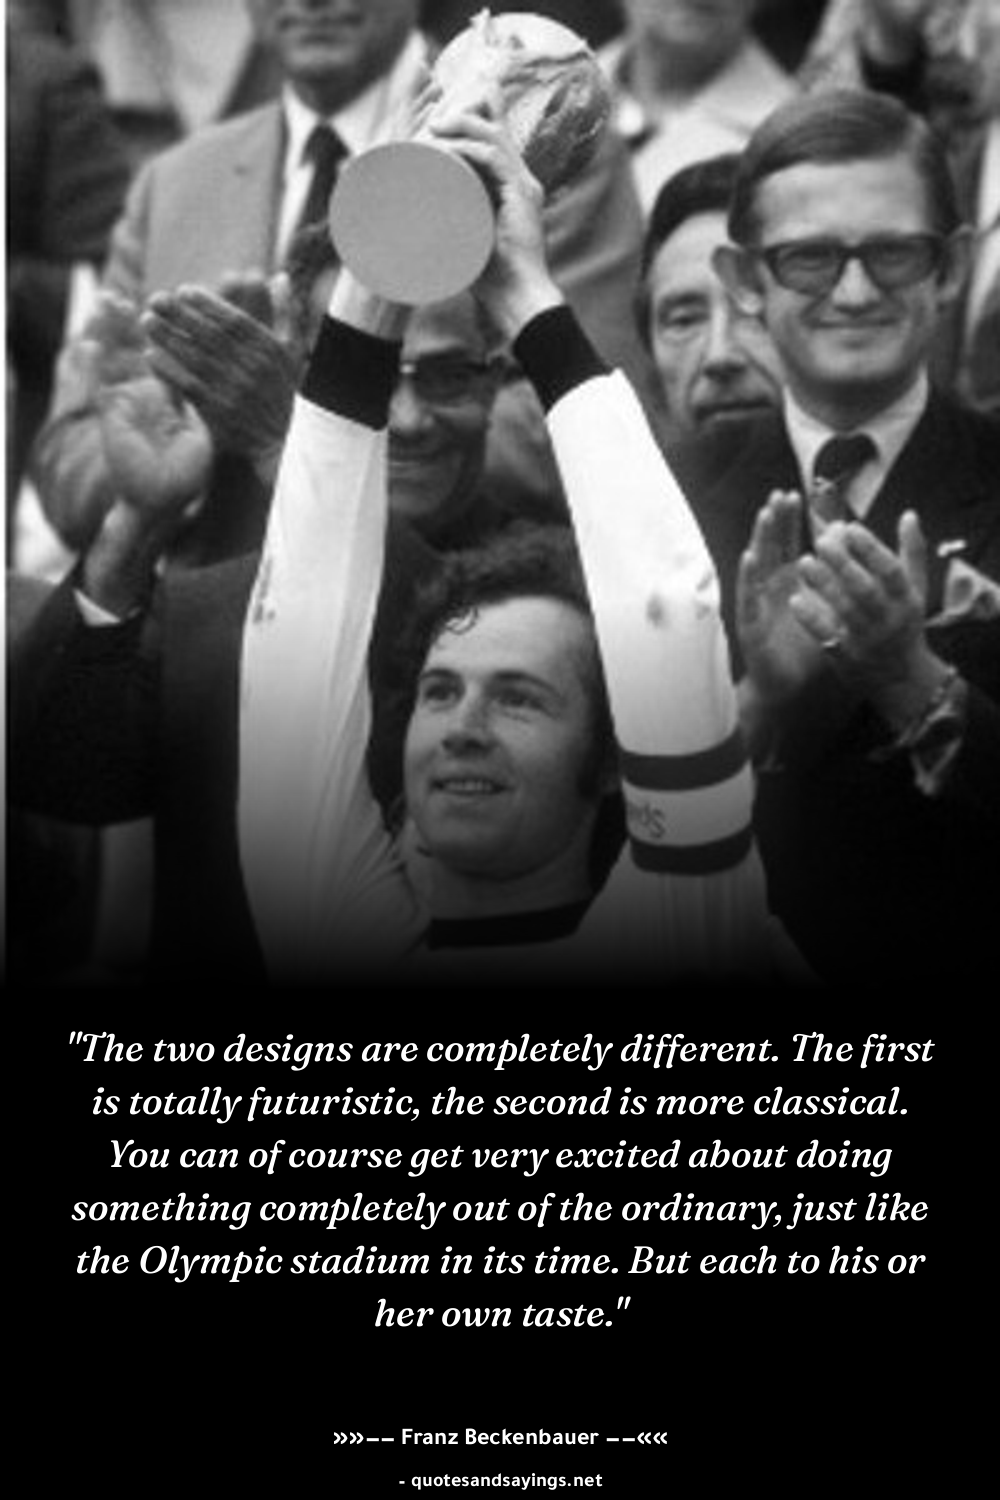 "The two designs are completely different. The first
is totally futuristic, the second is more classical.
You can of course get very excited about doing
something completely out of the ordinary, just like
the Olympic stadium in its time. But each to his or
her own taste."
»»−− Franz Beckenbauer −−««
- quotesandsayings.net